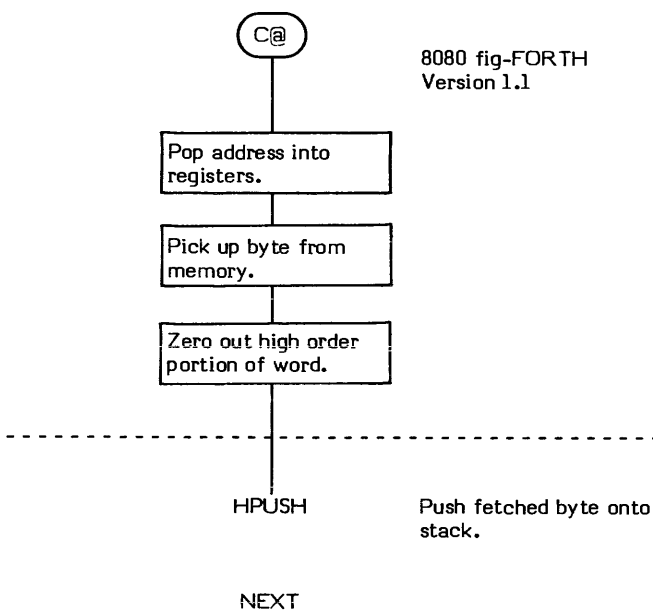 C@
8080 fig-FORTH
Version 1.1
Pop address into
registers.
Pick up byte from
memory.
Zero out high order
portion of word.
HPUSH
Push fetched byte onto
stack.
NEXT